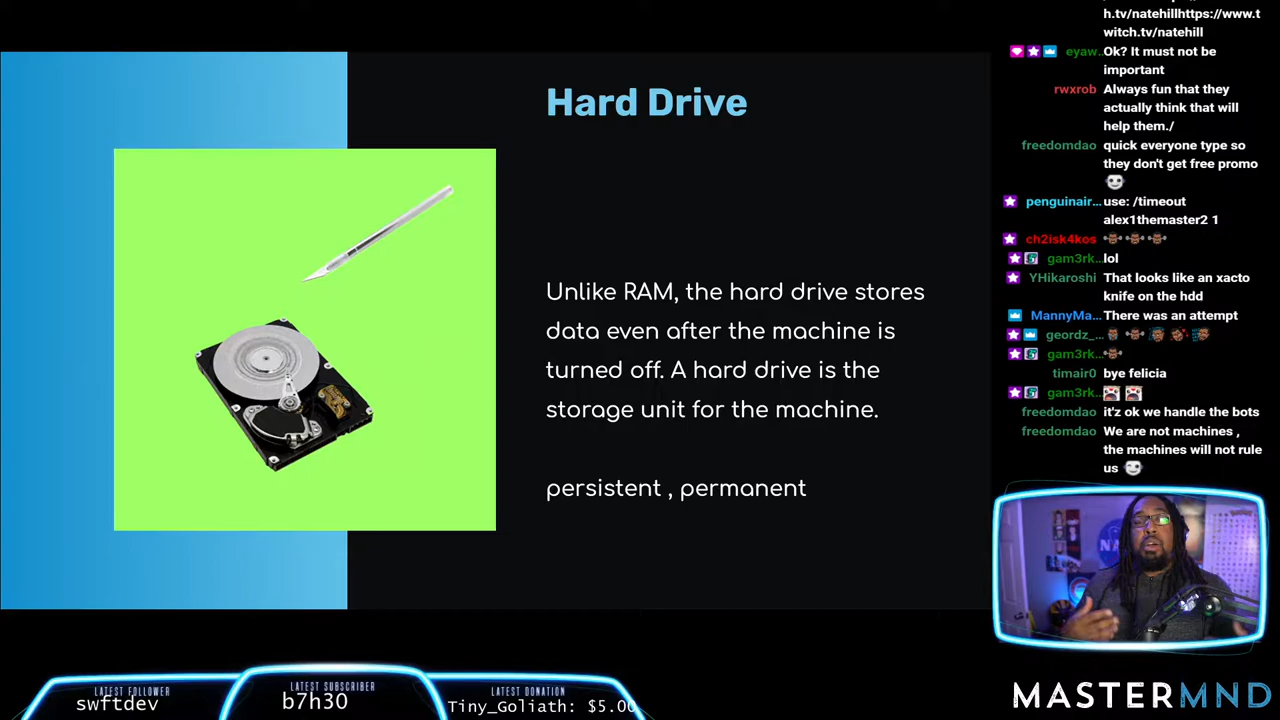 Hard Drive
Unlike RAM, the hard drive stores
data even after the machine is
turned off. A hard drive is the
storage unit for the machine.
persistent , permanent
h.tv/natehillhttps://www.t
witch.tv/natehill
eyaw.. Ok? It must not be
important
rwxrob Always fun that they
actually think that will
help them./
freedomdao quick everyone type so
they don't get free promo
penguinair... use: /timeout
alex1themaster2 1
ch2isk4kos
gam3rk... lol
YHikaroshi That looks like an xacto
knife on the hdd
MannyMa... There was an attempt
geordz_...
gam3rk...
timair0 bye felicia
gam3rk...
freedomdao it'z ok we handle the bots
freedomdao We are not machines ,
the machines will not rule
us
LATEST FOLLOWER
swftdev
LATEST SUBSCRIBER
b7h30
LATEST DONATION
Tiny_Goliath: $5.00
MASTERMND